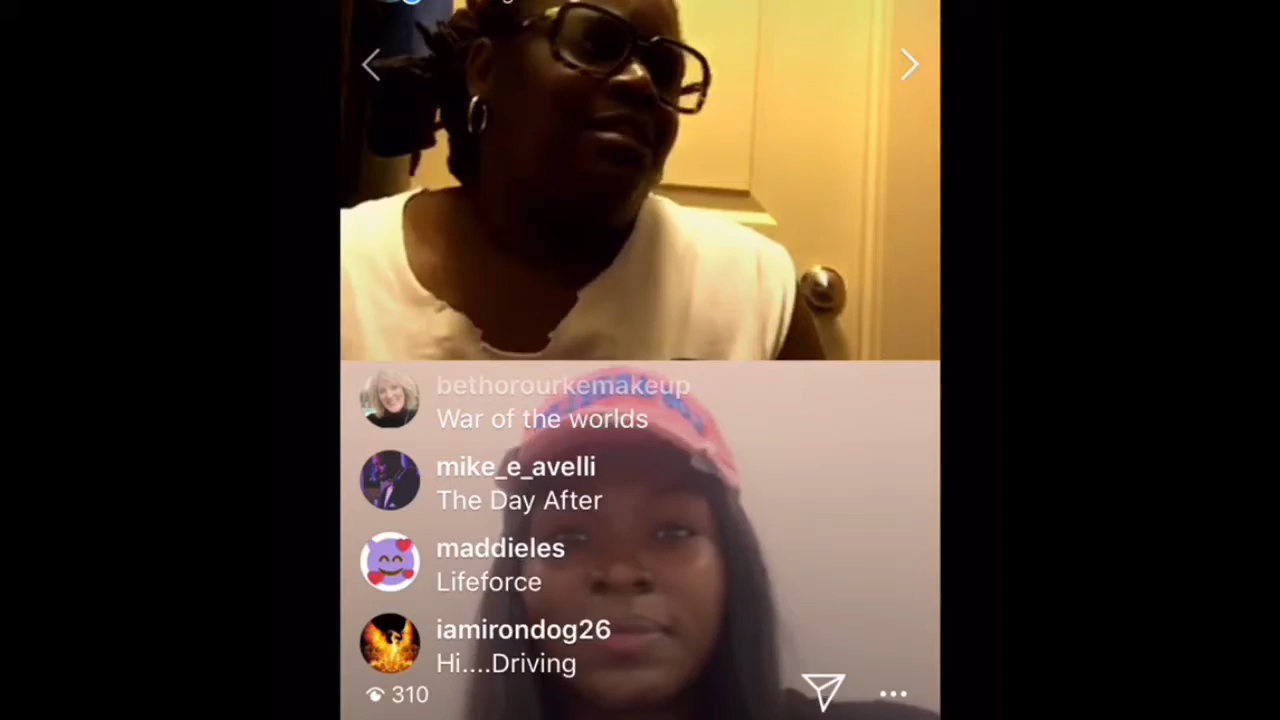 bethorourkemakeup
War of the worlds
mike_e_avelli
The Day After
maddieles
Lifeforce
iamirondog26
Hi....Driving
310